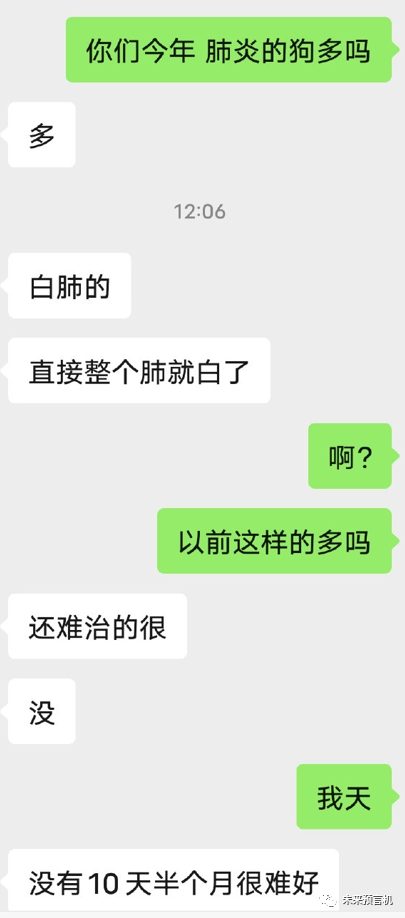 你们今年 肺炎的狗多吗
多
12:06
白肺的
直接整个肺就白了
啊?
以前这样的多吗
还难治的很
没
我天
没有10天半个月很难好
未来预言机